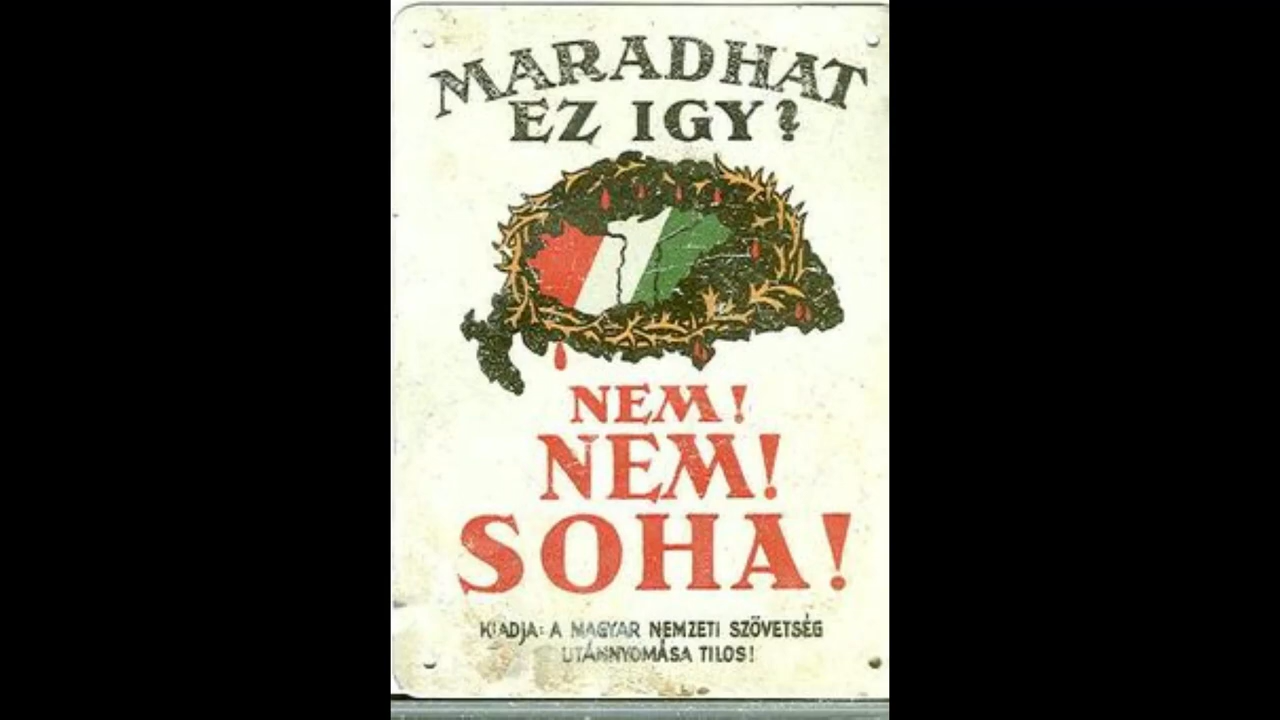 MARADHAT
EZ IGY?
NEM!
NEM!
SOHA!
KIADJA: A MAGYAR NEMZETI SZÖVETSÉG
UTÁNNYOMÁSA TILOS!